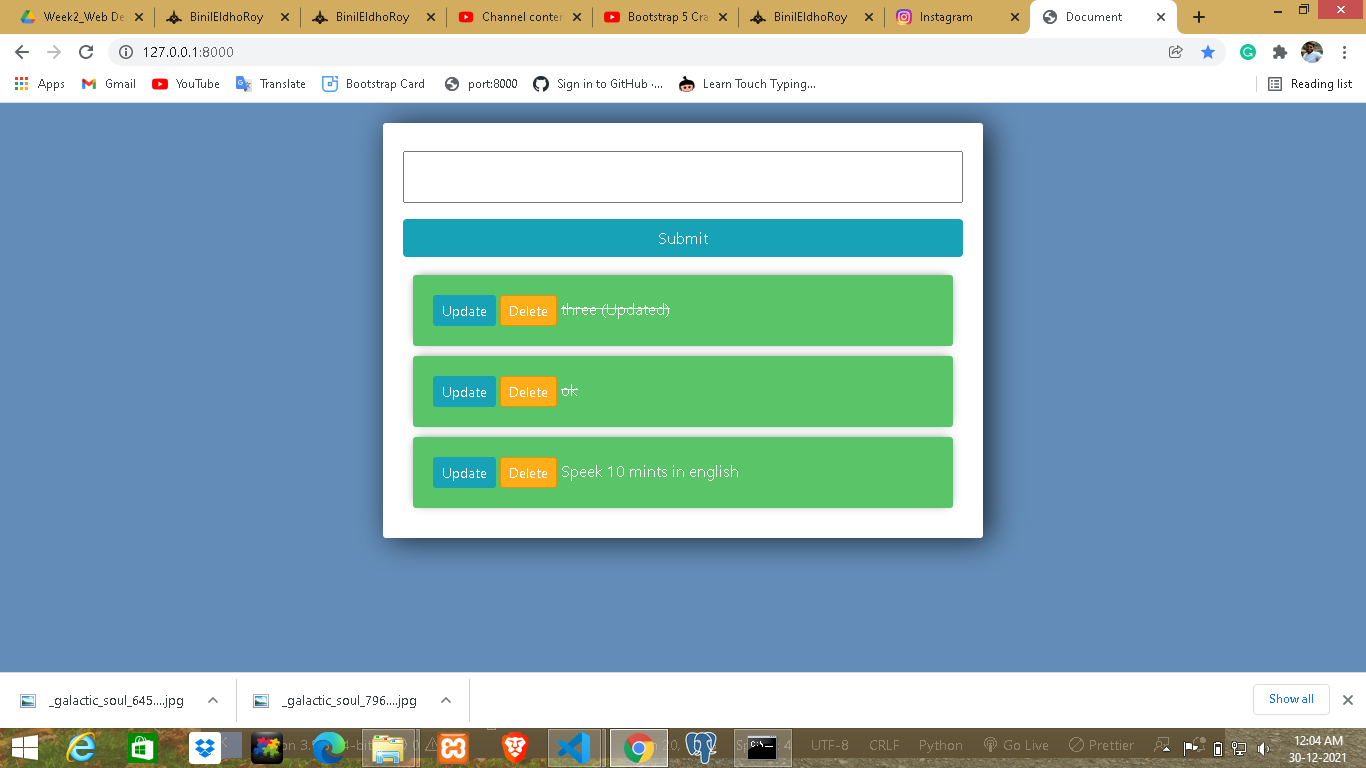 Week2_Web De
BinilEldhoRoy
BinilEldhoRoy
Channel conten
Bootstrap 5 Cra
BinilEldhoRoy
Instagram
Document
127.0.0.1:8000
Apps
Gmail
YouTube
Translate
Bootstrap Card
port:8000
Sign in to GitHub ·...
Learn Touch Typing...
Reading list
Submit
Update Delete three (Updated)
Update Delete ok
Update Delete Speek 10 mints in english
_galactic_soul_645....jpg
_galactic_soul_796....jpg
Show all
UTF-8
CRLF
Python
Go Live
Prettier
12:04 AM
30-12-2021